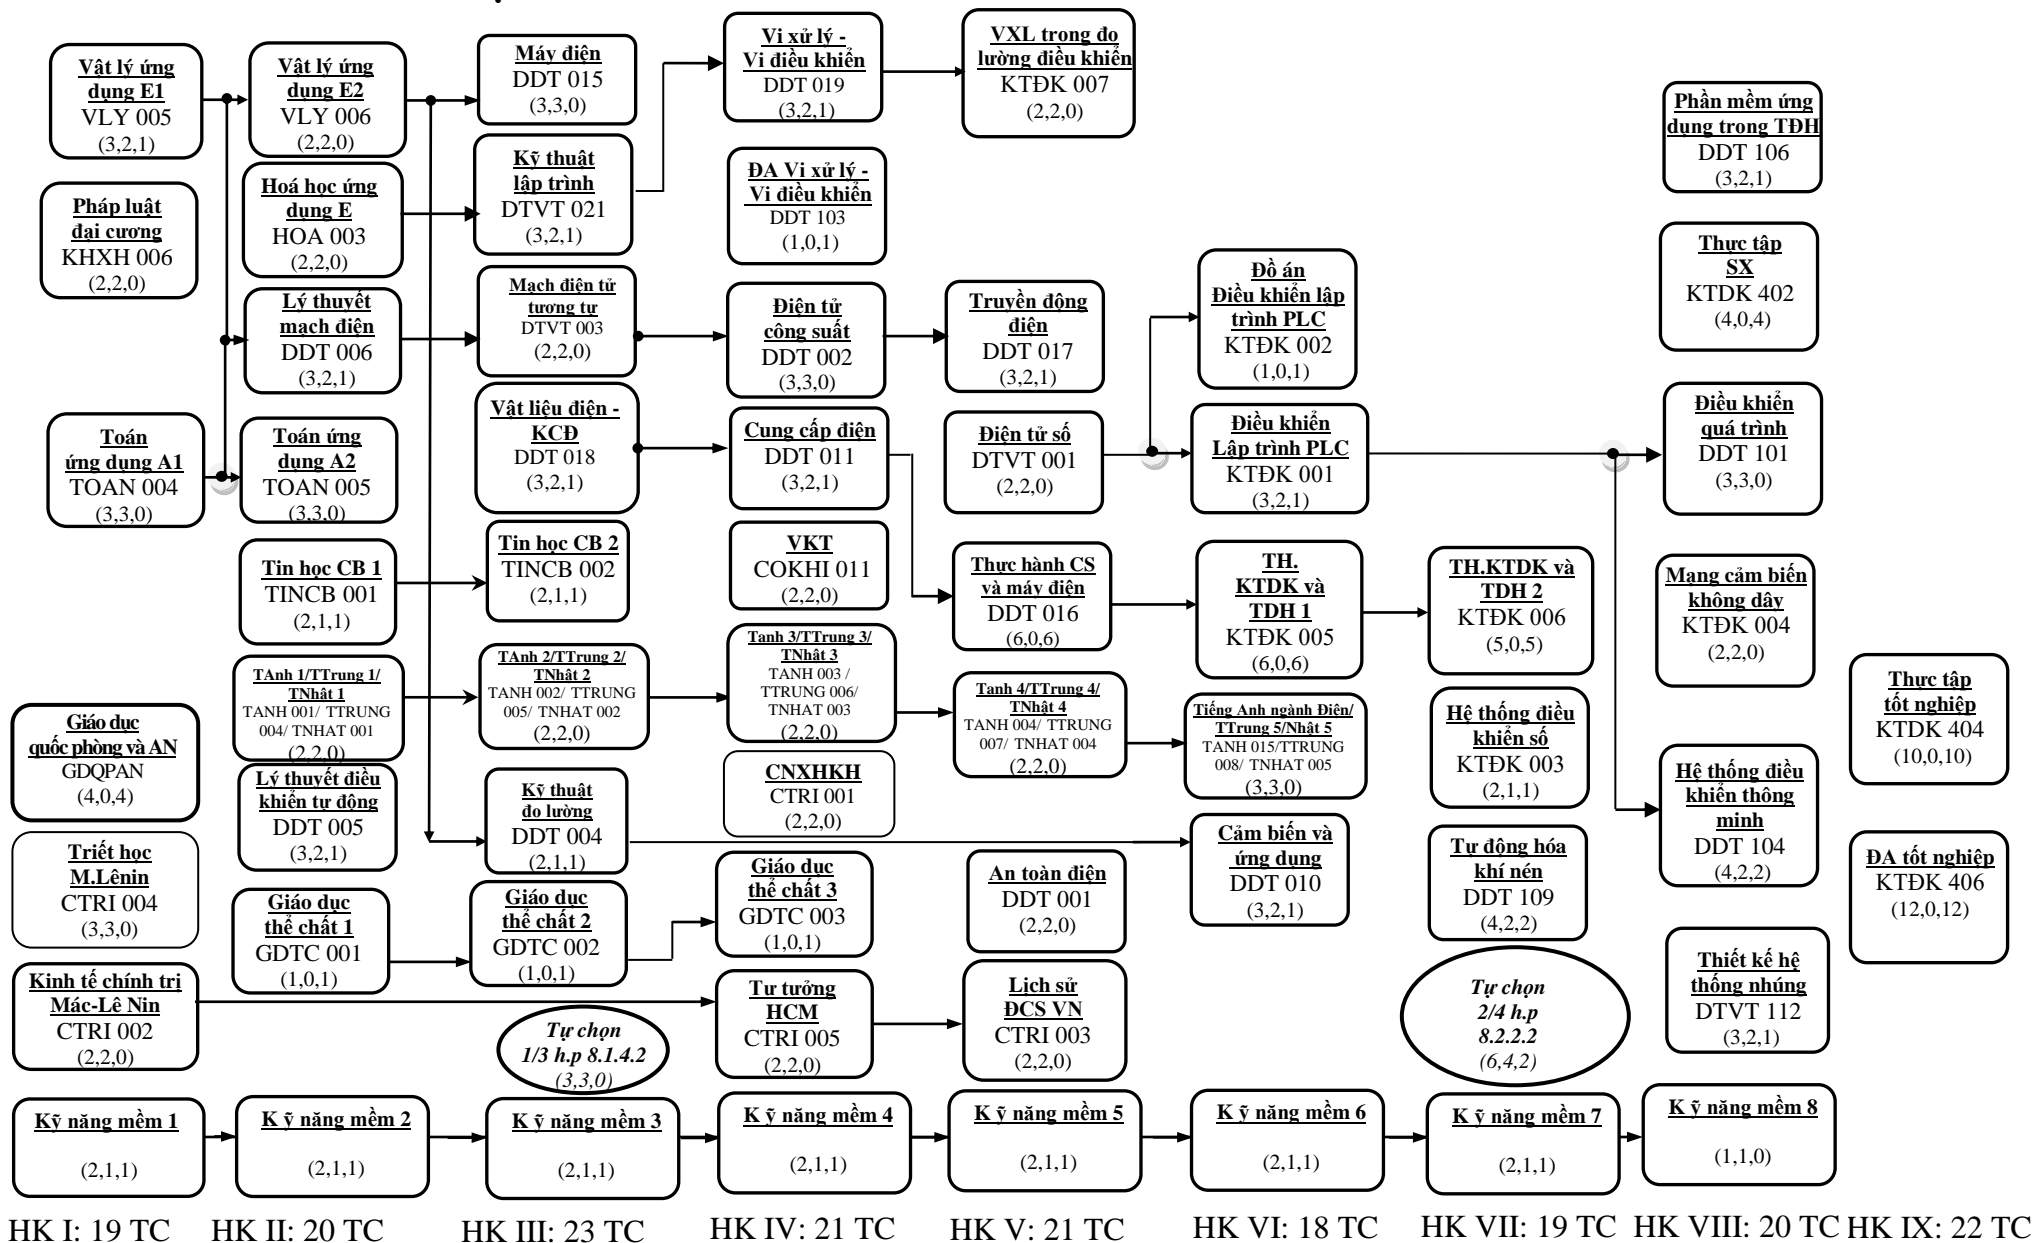 Vật lý ứng
dụng E1
VLY 005
(3,2,1)
Pháp luật
đại cương
KHXH 006
(2,2,0)
Toán
ứng dụng A1
TOAN 004
(3,3,0)
Giáo dục
quốc phòng và AN
GDQPAN
(4,0,4)
Triết học
M.Lênin
CTRI 004
(3,3,0)
Kinh tế chính trị
Mác-Lê Nin
CTRI 002
(2,2,0)
Kỹ năng mềm 1
(2,1,1)
HK I: 19 TC
Vật lý ứng
dụng E2
VLY 006
(2,2,0)
Hoá học ứng
dụng E
HOA 003
(2,2,0)
Lý thuyết
mạch điện
DDT 006
(3,2,1)
Toán ứng
dụng A2
TOAN 005
(3,3,0)
Tin học CB 1
TINCB 001
(2,1,1)
TAnh 1/TTrung 1/
TNhật 1
TANH 001/ TTRUNG
004/ TNHAT 001
(2,2,0)
Lý thuyết điều
khiển tự động
DDT 005
(3,2,1)
Giáo dục
thể chất 1
GDTC 001
(1,0,1)
K ỹ năng mềm 2
(2,1,1)
HK II: 20 TC
Máy điện
DDT 015
(3,3,0)
Kỹ thuật
lập trình
DTVT 021
(3,2,1)
Mạch điện tử
tương tự
DTVT 003
(2,2,0)
Vật liệu điện -
KCĐ
DDT 018
(3,2,1)
Tin học CB 2
TINCB 002
(2,1,1)
TAnh 2/TTrung 2/
TNhật 2
TANH 002/ TTRUNG
005/ TNHAT 002
(2,2,0)
Kỹ thuật
đo lường
DDT 004
(2,1,1)
Giáo dục
thể chất 2
GDTC 002
(1,0,1)
Tự chọn
1/3 h.p 8.1.4.2
(3,3,0)
K ỹ năng mềm 3
(2,1,1)
HK III: 23 TC
Vi xử lý -
Vi điều khiển
DDT 019
(3,2,1)
ĐA Vi xử lý -
Vi điều khiển
DDT 103
(1,0,1)
Điện tử
công suất
DDT 002
(3,3,0)
Cung cấp điện
DDT 011
(3,2,1)
VKT
COKHI 011
(2,2,0)
Tanh 3/TTrung 3/
TNhật 3
TANH 003 /
TTRUNG 006/
TNHAT 003
(2,2,0)
CNXHKH
CTRI 001
(2,2,0)
Giáo dục
thể chất 3
GDTC 003
(1,0,1)
Tư tưởng
HCM
CTRI 005
(2,2,0)
K ỹ năng mềm 4
(2,1,1)
HK IV: 21 TC
VXL trong đo
lường điều khiển
KTĐK 007
(2,2,0)
Truyền động
điện
DDT 017
(3,2,1)
Điện tử số
DTVT 001
(2,2,0)
Thực hành CS
và máy điện
DDT 016
(6,0,6)
Tanh 4/TTrung 4/
TNhật 4
TANH 004/ TTRUNG
007/ TNHAT 004
(2,2,0)
An toàn điện
DDT 001
(2,2,0)
Lịch sử
ĐCS VN
CTRI 003
(2,2,0)
K ỹ năng mềm 5
(2,1,1)
HK V: 21 TC
Đồ án
Điều khiển lập
trình PLC
KTĐK 002
(1,0,1)
Điều khiển
Lập trình PLC
KTĐK 001
(3,2,1)
TH.
KTDK và
TDH 1
KTĐK 005
(6,0,6)
Tiếng Anh ngành Điện/
TTrung 5/Nhật 5
TANH 015/TTRUNG
008/ TNHAT 005
(3,3,0)
Cảm biến và
ứng dụng
DDT 010
(3,2,1)
K ỹ năng mềm 6
(2,1,1)
HK VI: 18 TC
TH.KTDK và
TDH 2
KTĐK 006
(5,0,5)
Hệ thống điều
khiển số
KTĐK 003
(2,1,1)
Tự động hóa
khí nén
DDT 109
(4,2,2)
Tự chọn
2/4 h.p
8.2.2.2
(6,4,2)
K ỹ năng mềm 7
(2,1,1)
HK VII: 19 TC
Phần mềm ứng
dụng trong TĐH
DDT 106
(3,2,1)
Thực tập
SX
KTDK 402
(4,0,4)
Điều khiển
quá trình
DDT 101
(3,3,0)
Mạng cảm biến
không dây
KTĐK 004
(2,2,0)
Hệ thống điều
khiển thông
minh
DDT 104
(4,2,2)
Thiết kế hệ
thống nhúng
DTVT 112
(3,2,1)
K ỹ năng mềm 8
(1,1,0)
HK VIII: 20 TC
Thực tập
tốt nghiệp
KTDK 404
(10,0,10)
ĐA tốt nghiệp
KTĐK 406
(12,0,12)
HK IX: 22 TC